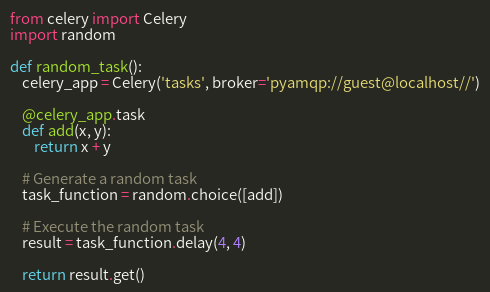 from celery import Celery
import random
def random_task():
celery_app = Celery('tasks', broker='pyamqp://guest@localhost//')
@celery_app.task
def add(x, y):
return x + y
# Generate a random task
task_function = random.choice([add])
# Execute the random task
result = task_function.delay(4, 4)
return result.get()